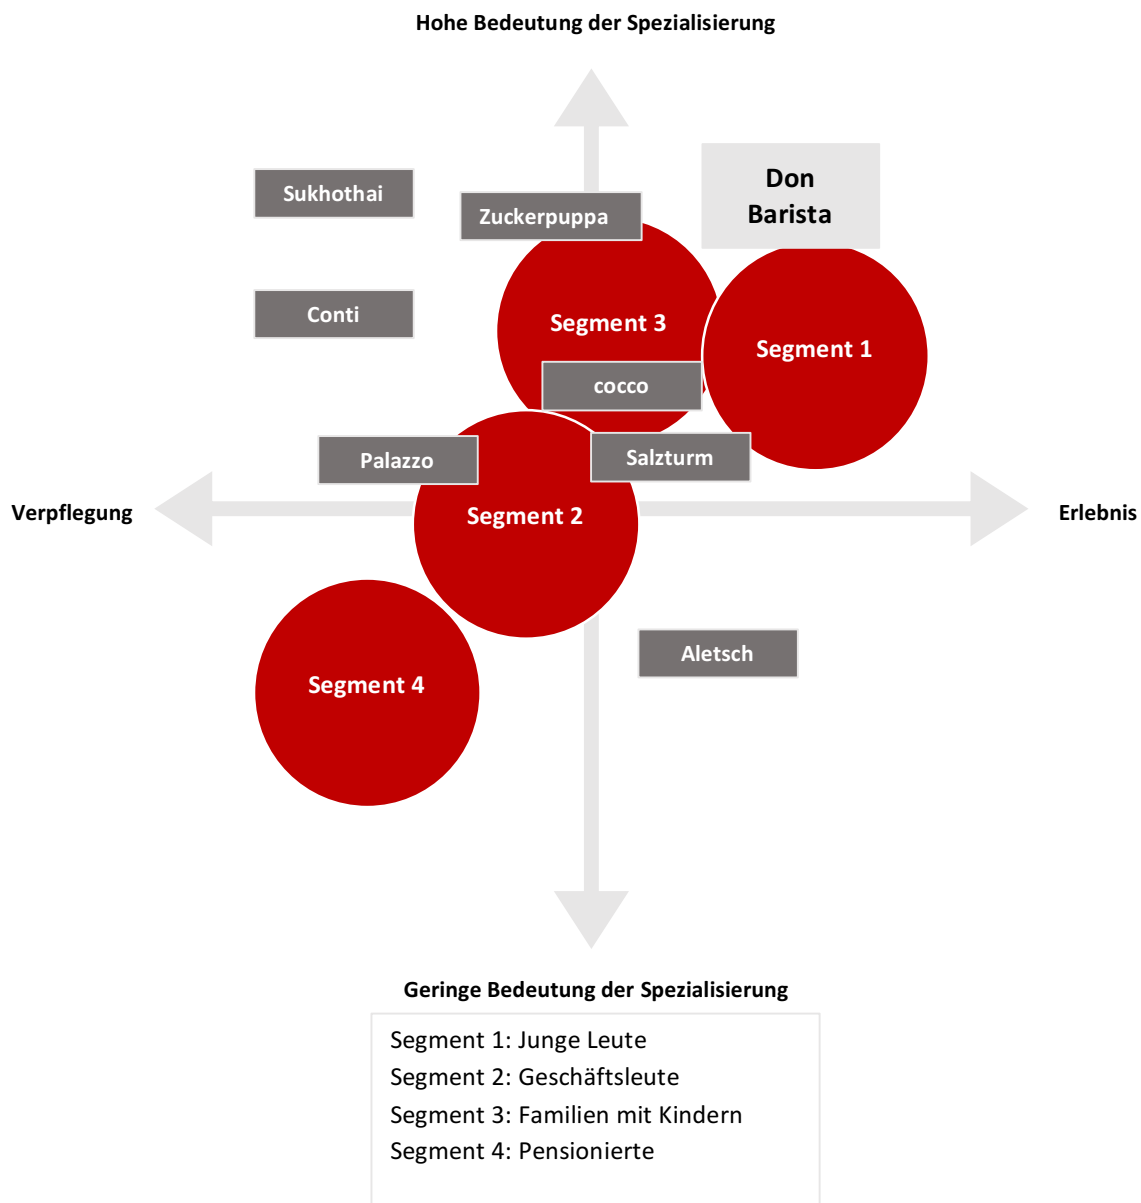 Hohe Bedeutung der Spezialisierung
Don
Barista
Sukhothai
Zuckerpuppa
Conti
Segment 3
Segment 1
cocco
Palazzo
Salzturm
Verpflegung
Segment 2
Erlebnis
Aletsch
Segment 4
Geringe Bedeutung der Spezialisierung
Segment 1: Junge Leute
Segment 2: Geschäftsleute
Segment 3: Familien mit Kindern
Segment 4: Pensionierte